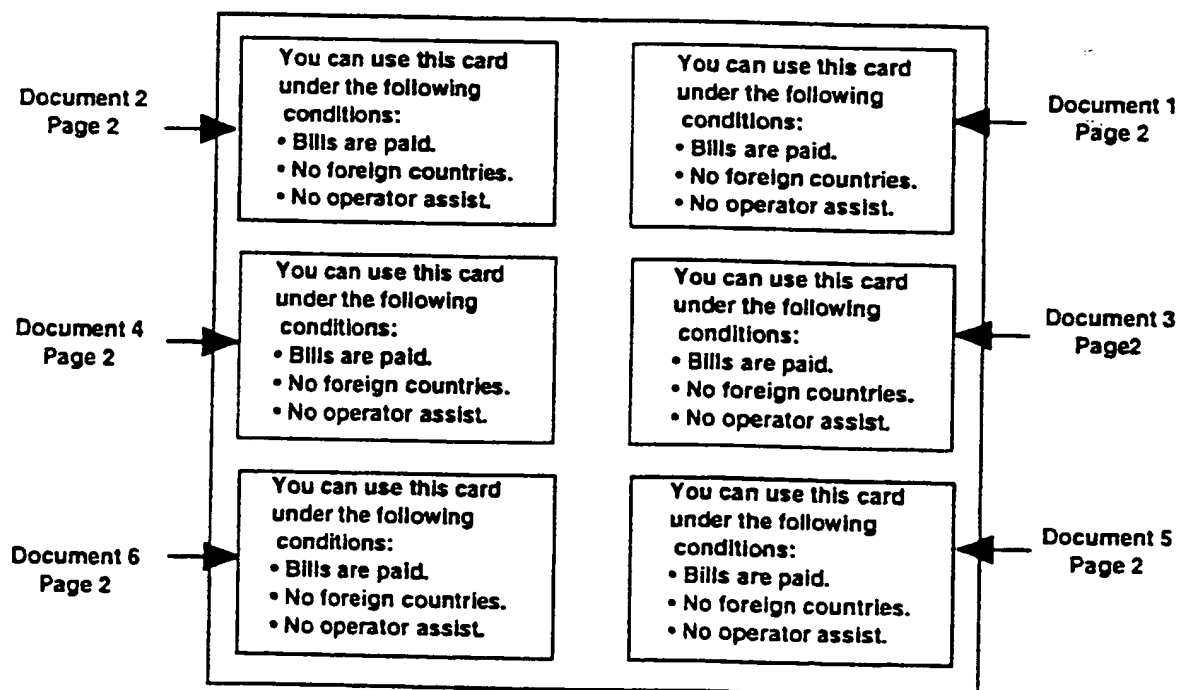 Document 2
Page 2
You can use this card
under the following
conditions:
• Bills are paid.
• No foreign countries.
• No operator assist.
You can use this card
under the following
conditions:
• Bills are paid.
• No foreign countries.
• No operator assist.
Document 1
Page 2
Document 4
Page 2
You can use this card
under the following
conditions:
• Bills are paid.
• No foreign countries.
• No operator assist.
You can use this card
under the following
conditions:
• Bills are paid.
• No foreign countries.
• No operator assist.
Document 3
Page2
Document 6
Page 2
You can use this card
under the following
conditions:
• Bills are paid.
• No foreign countries.
• No operator assist.
You can use this card
under the following
conditions:
• Bills are paid.
• No foreign countries.
• No operator assist.
Document 5
Page 2